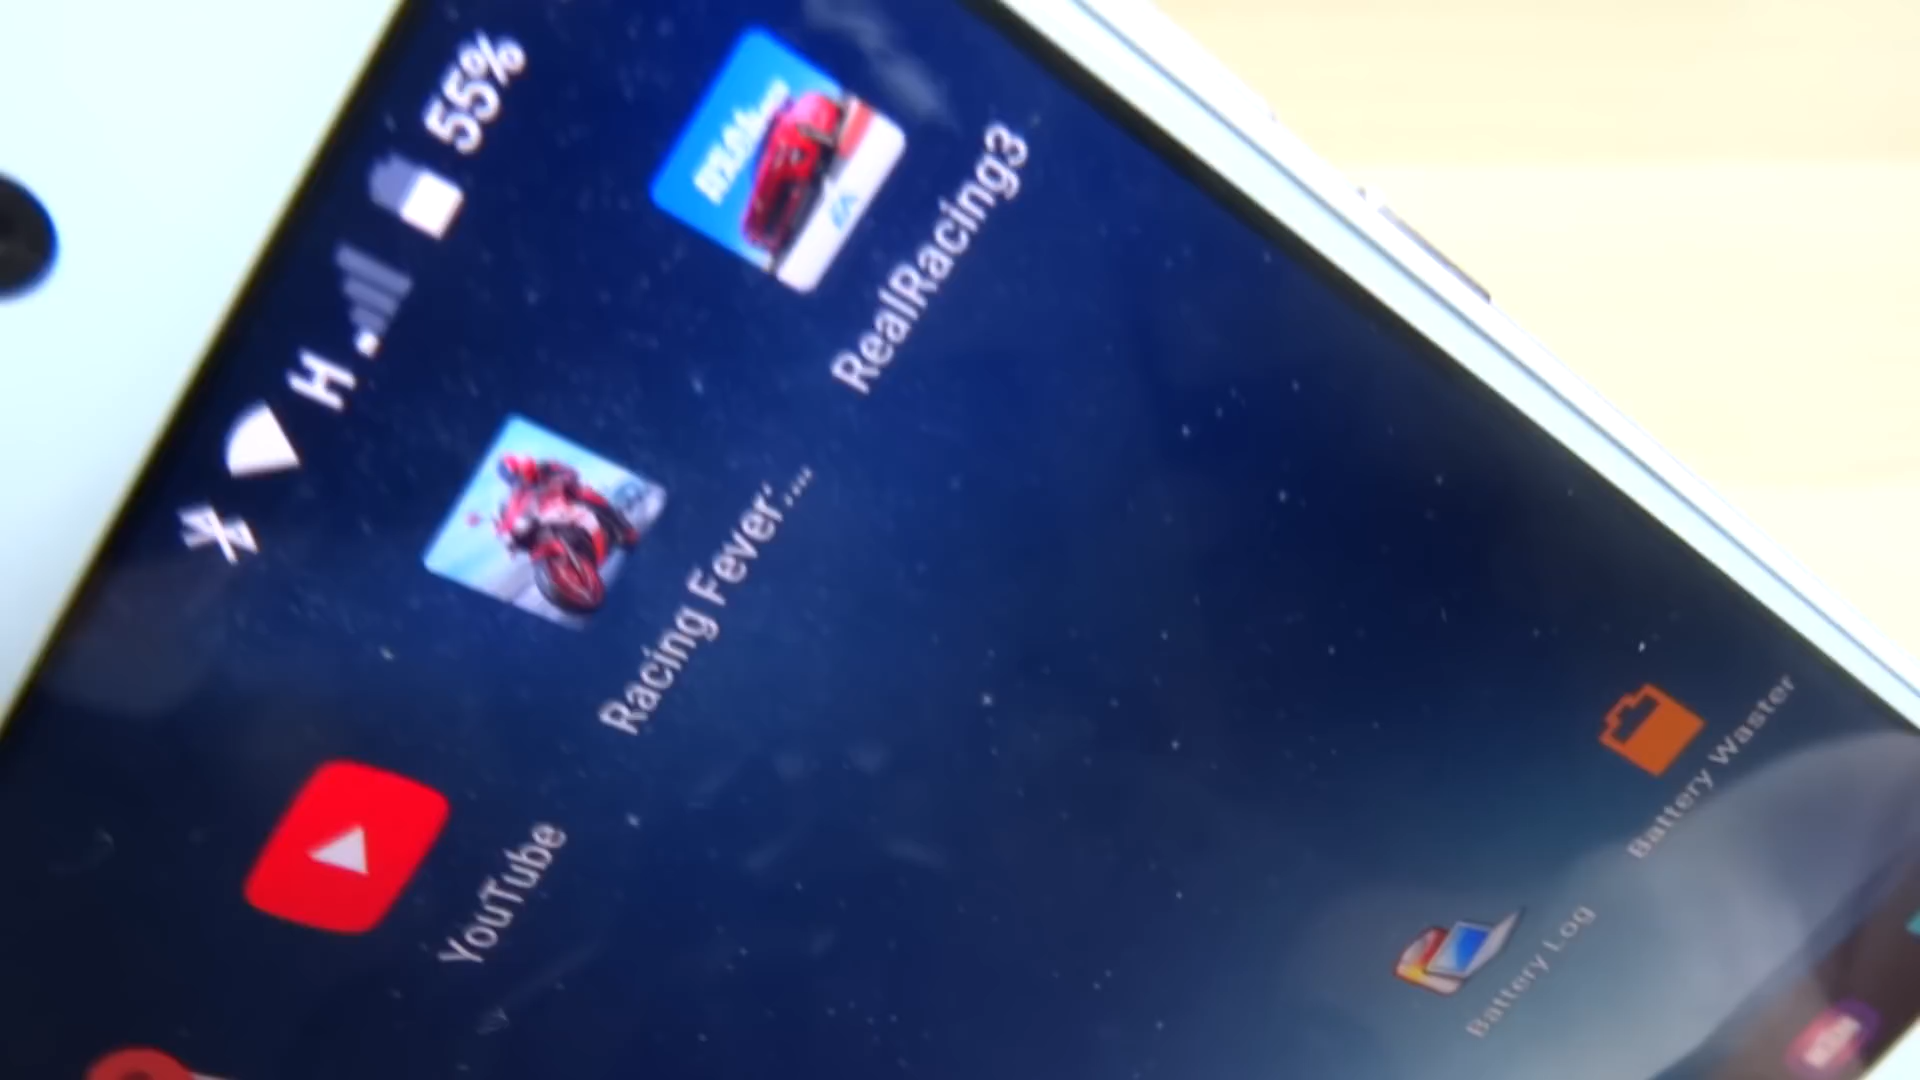 H
55%
YouTube
Racing Fever:...
RealRacing3
Battery Log
Battery Waster